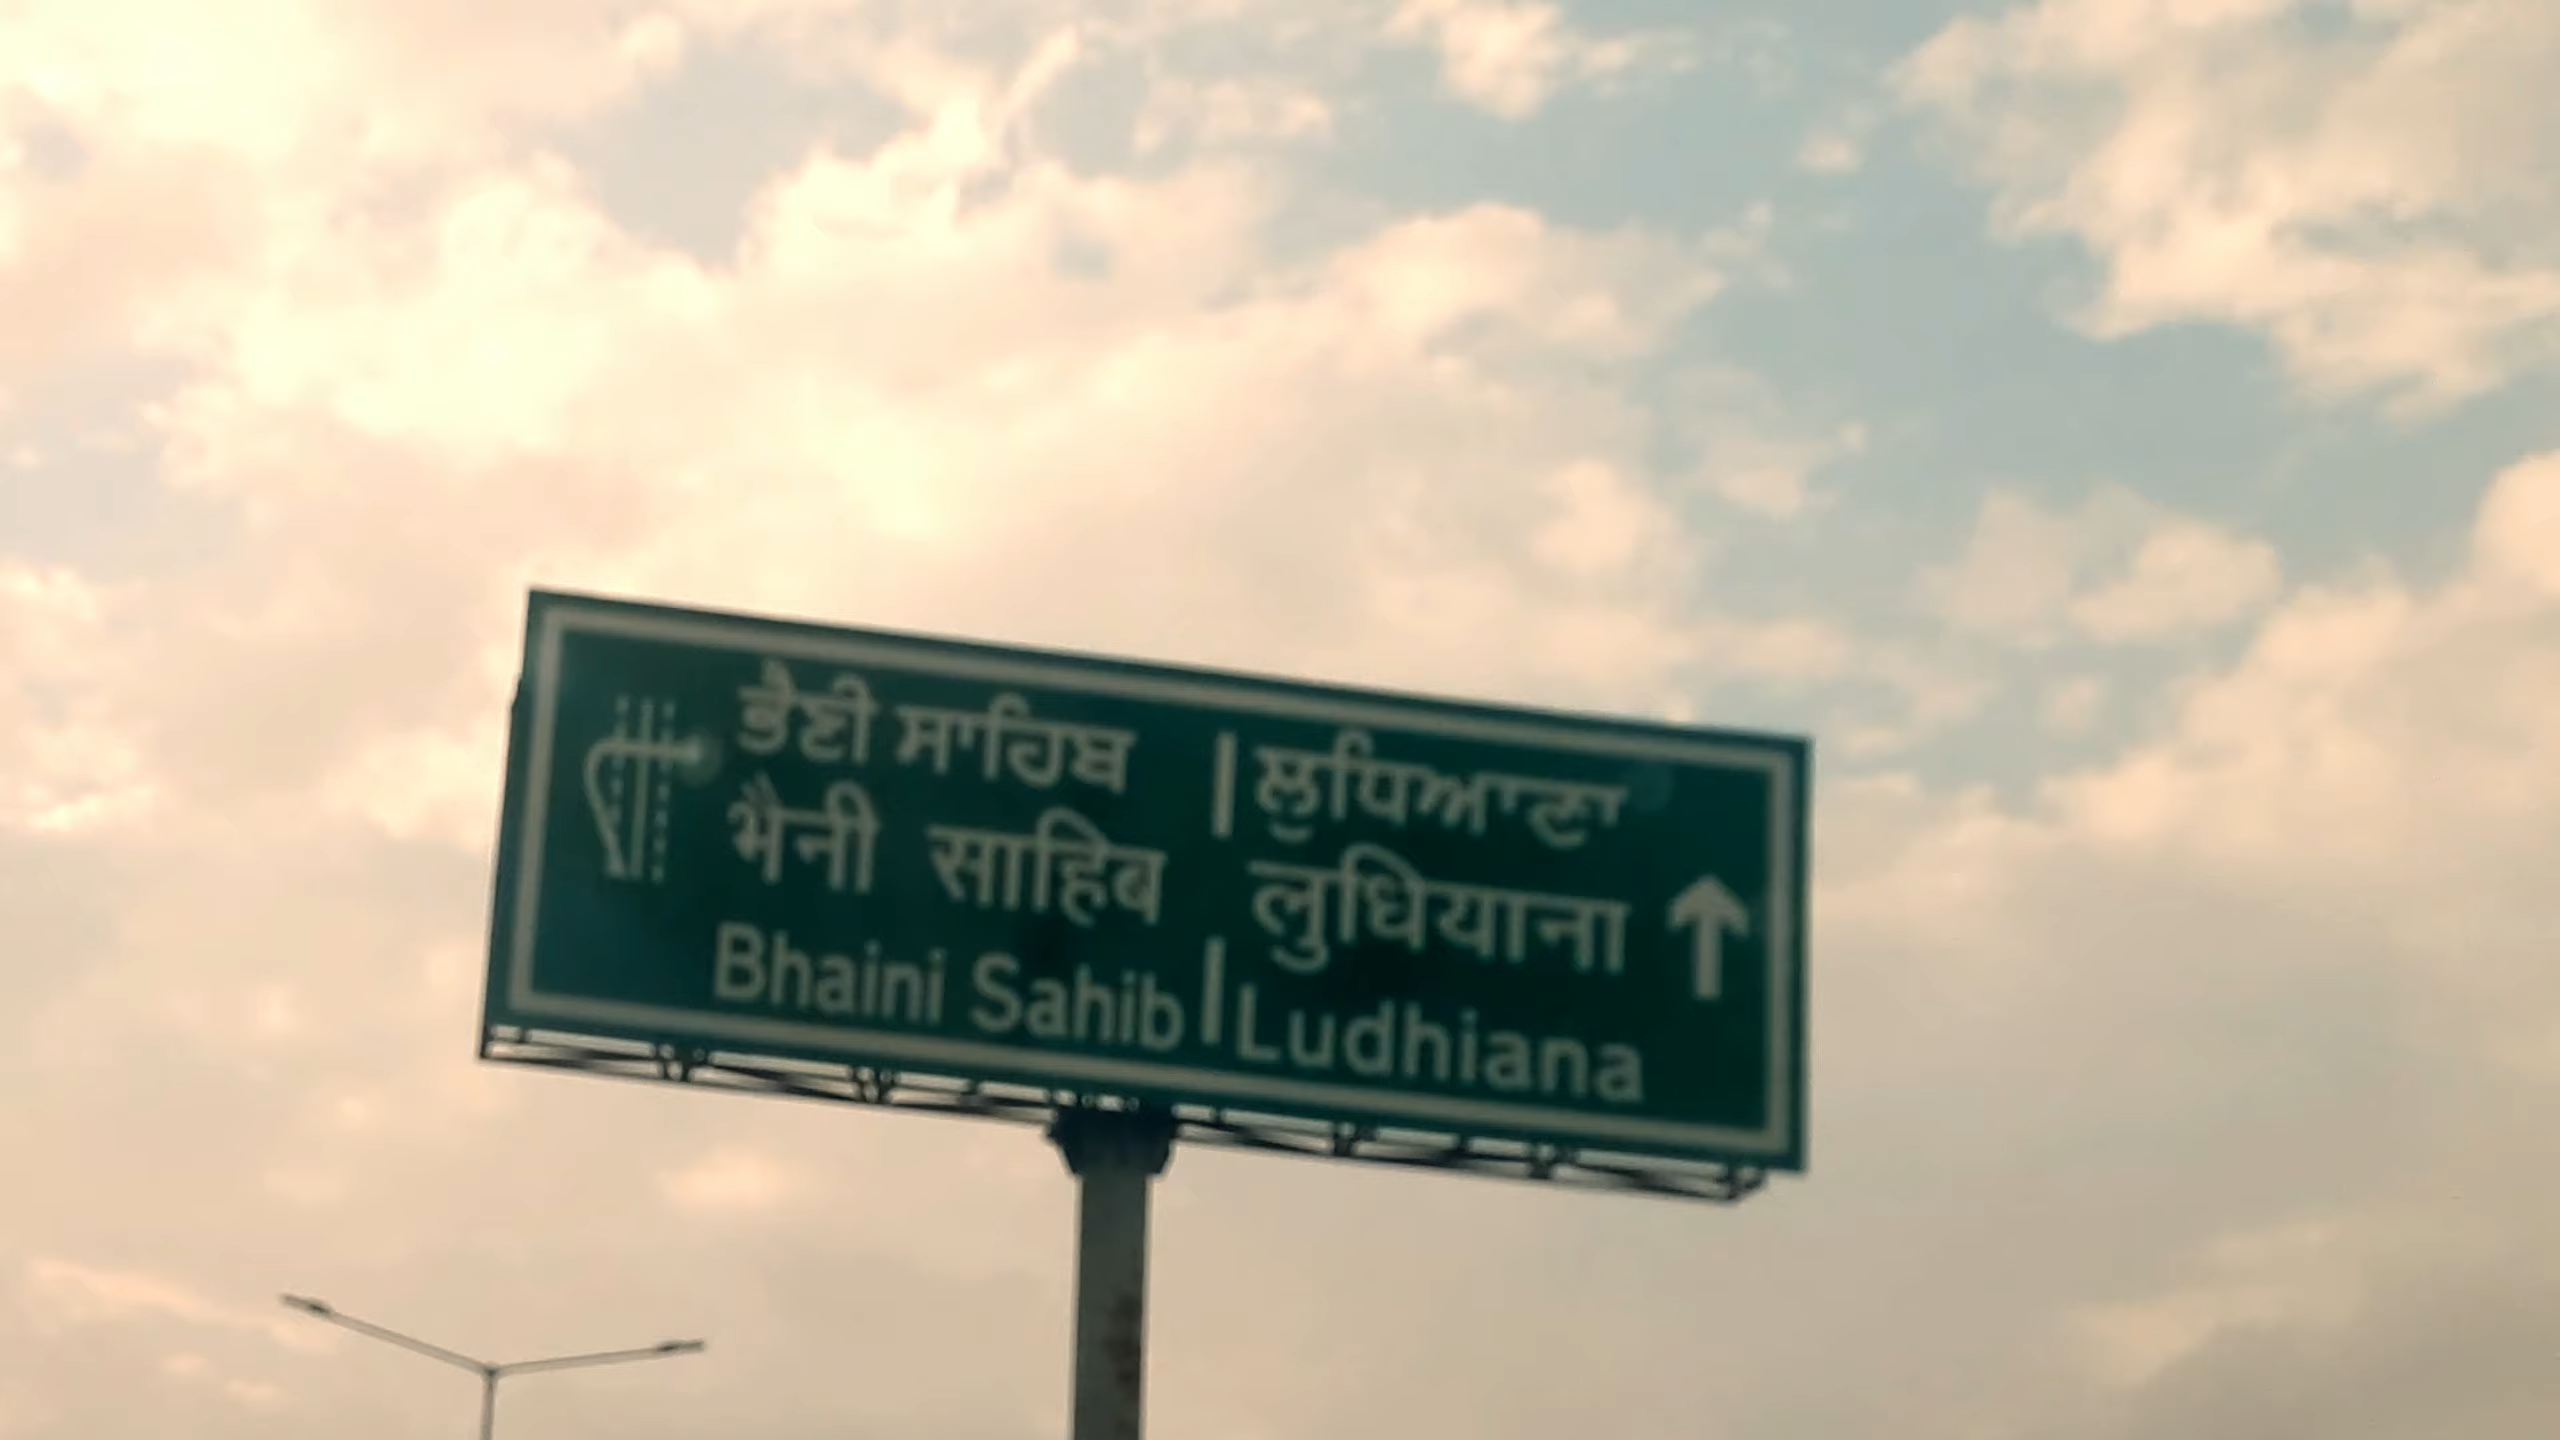 ਭੈਣੀ ਸਾਹਿਬ
भैनी साहिब
Bhaini Sahib
ਲੁਧਿਆਣਾ
लुधियाना
Ludhiana